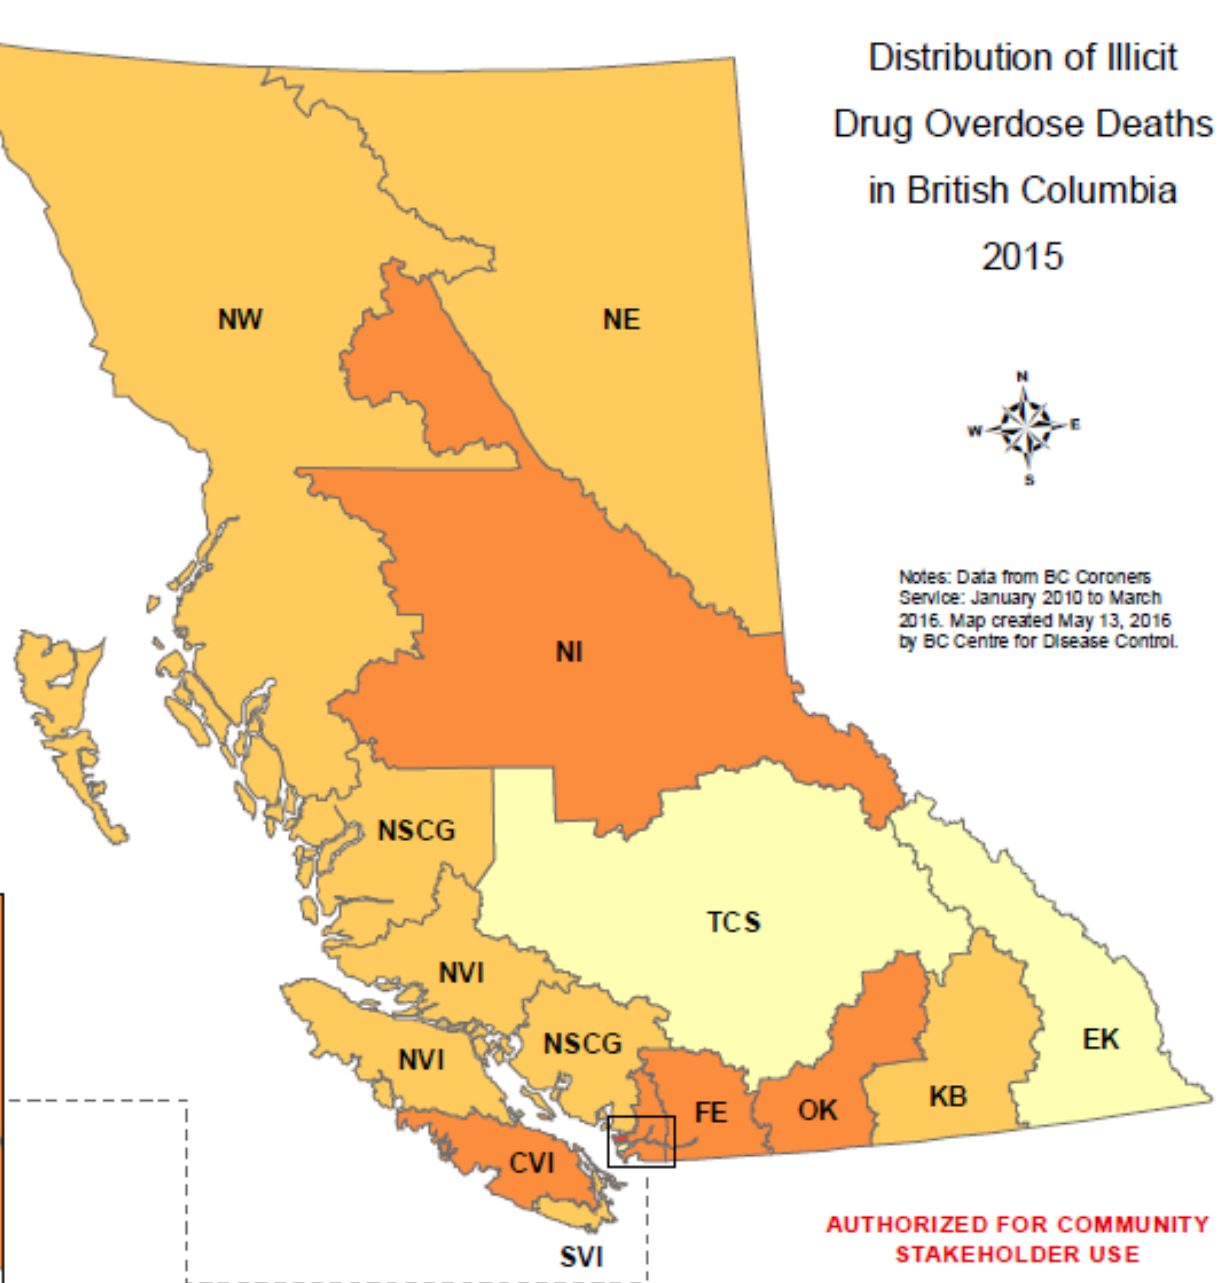 Distribution of Illicit
Drug Overdose Deaths
in British Columbia
2015
NW
NE
N
W
E
S
Notes: Data from BC Coroners
Service: January 2010 to March
2016. Map created May 13, 2016
by BC Centre for Disease Control.
NI
NSCG
TCS
NVI
NSCG
EK
NVI
KB
FE
OK
CVI
AUTHORIZED FOR COMMUNITY
STAKEHOLDER USE
SVI